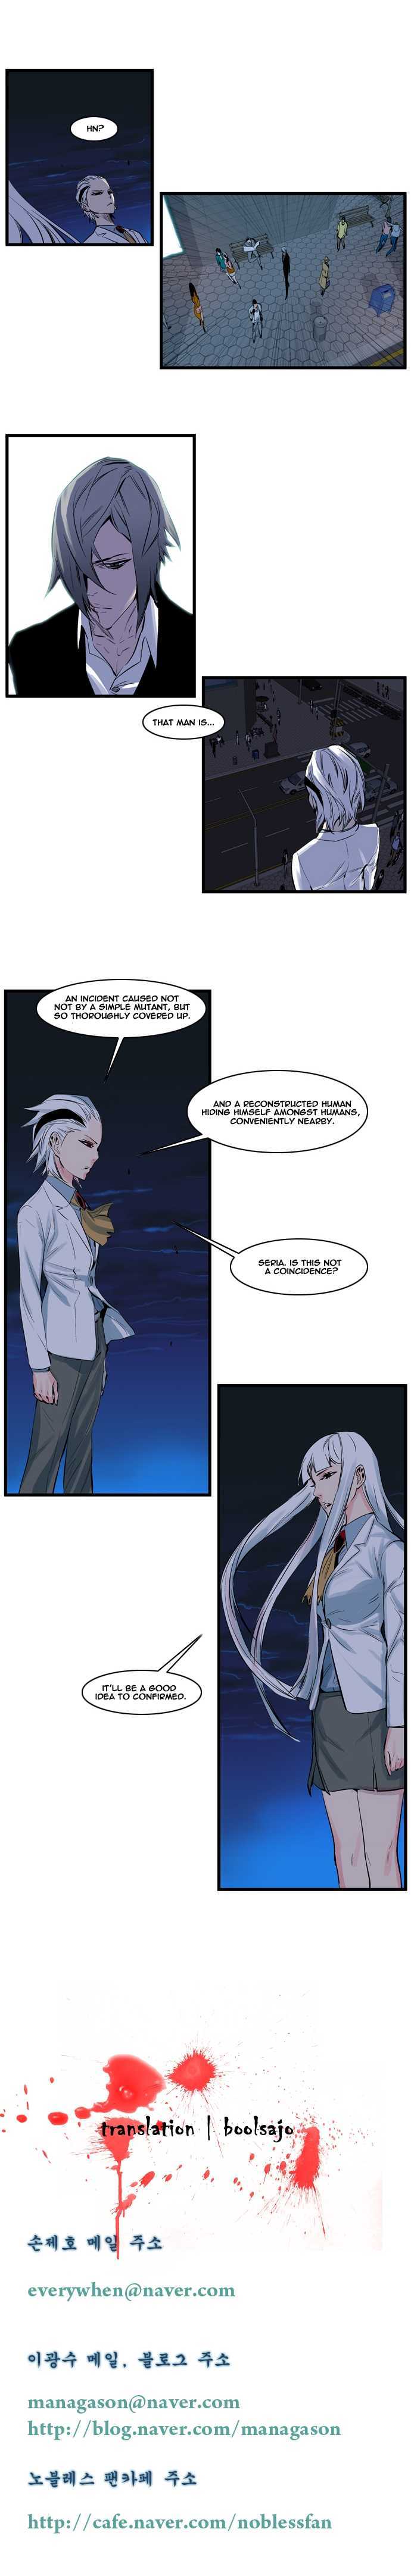 HN?
THAT MAN IS...
AN INCIDENT CAUSED NOT
NOT BY A SIMPLE MUTANT, BUT
SO THOROUGHLY COVERED UP.
AND A RECONSTRUCTED HUMAN
HIDING HIMSELF AMONGST HUMANS,
CONVENIENTLY NEARBY.
SERIA. IS THIS NOT
A COINCIDENCE?
IT'LL BE A GOOD
IDEA TO CONFIRMED.
translation | boolsajo
손제호 메일 주소
everywhen@naver.com
이광수 메일, 블로그 주소
managason@naver.com
http://blog.naver.com/managason
노블레스 팬카페 주소
http://cafe.naver.com/noblessfan